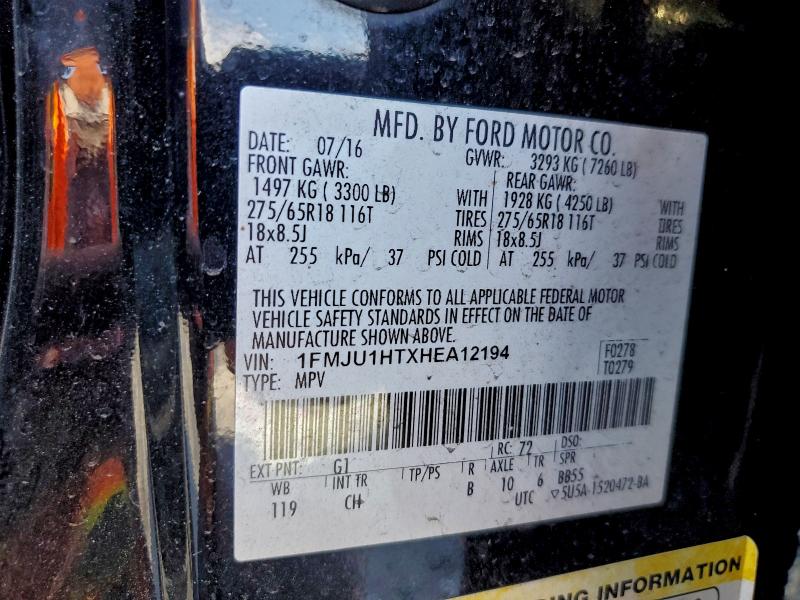 MFD. BY FORD MOTOR CO.
DATE: 07/16 GVWR: 3293 KG ( 7260 LB)
FRONT GAWR: REAR GAWR:
1497 KG ( 3300 LB) WITH 1928 KG ( 4250 LB) WITH
275/65R18 116T TIRES 275/65R18 116T TIRES
18x8.5J RIMS 18x8.5J RIMS
AT 255 kPa/ 37 PSI COLD AT 255 kPa/ 37 PSI COLD
THIS VEHICLE CONFORMS TO ALL APPLICABLE FEDERAL MOTOR
VEHICLE SAFETY STANDARDS IN EFFECT ON THE DATE OF
MANUFACTURE SHOWN ABOVE.
VIN: 1FMJU1HTXHEA12194 F0278
TYPE: MPV T0279
EXT PNT: G1 RC: 72 DSO:
WB INT TR TP/PS R AXLE TR SPR
119 CH B 10 6 BB55
UTC ▽5U5A-1520472-BA
ING INFORMATION